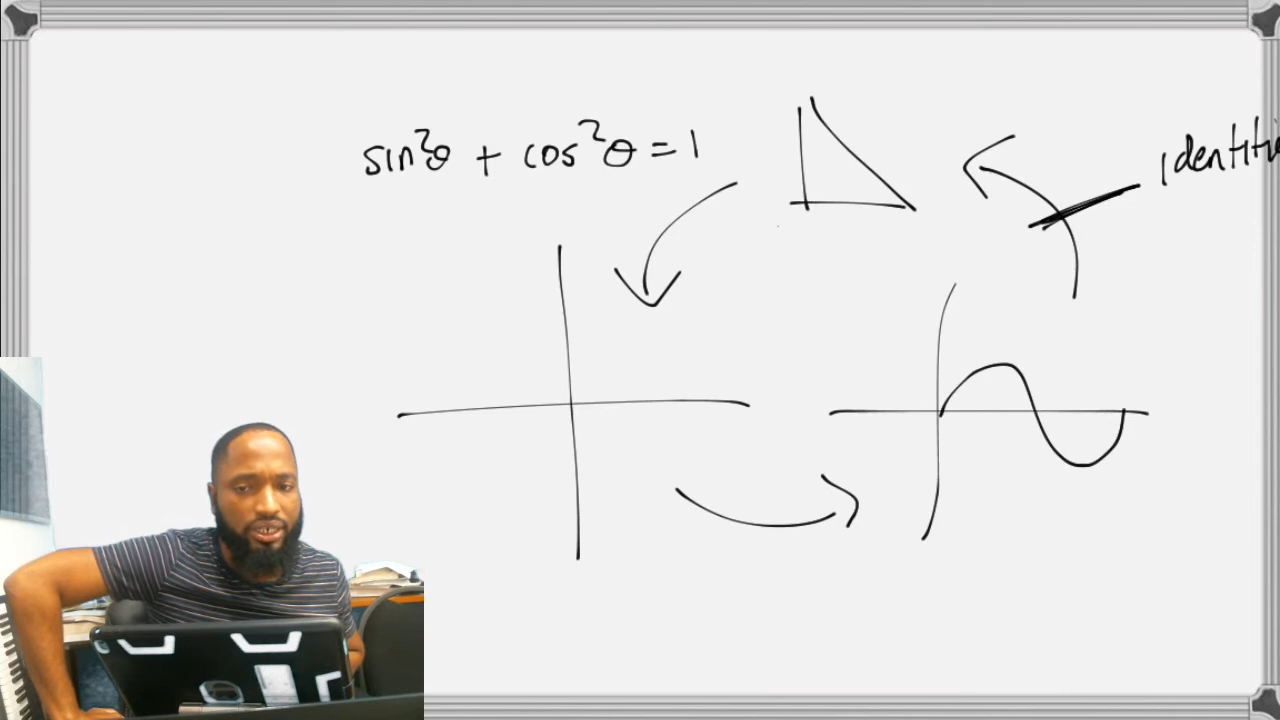 sin²θ + cos²θ = 1
identiti